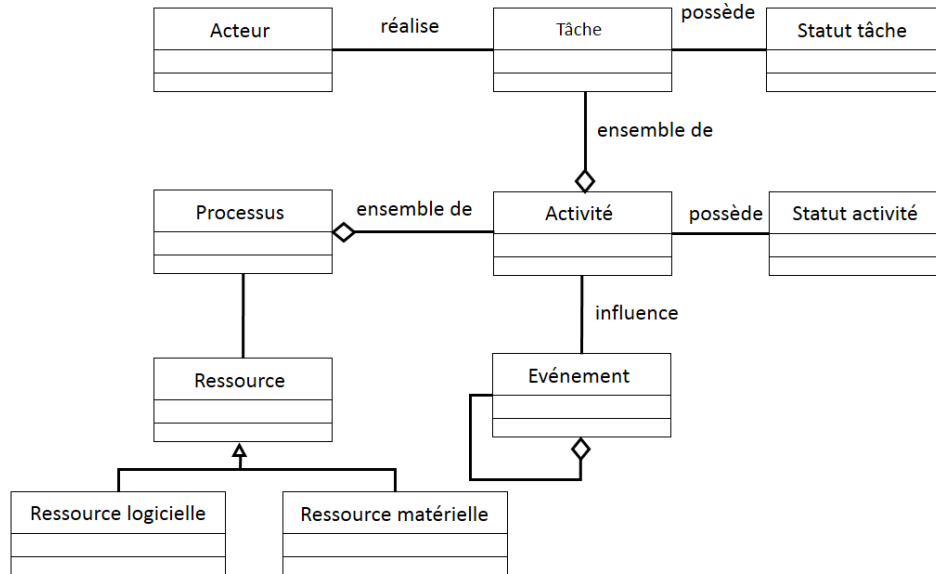 Acteur
réalise
Tâche
possède
Statut tâche
ensemble de
Processus
ensemble de
Activité
possède
Statut activité
influence
Ressource
Evénement
Ressource logicielle
Ressource matérielle